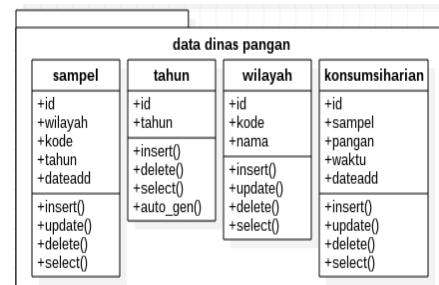 data dinas pangan
sampel
+id
+wilayah
+kode
+tahun
+dateadd
+insert()
+update()
+delete()
+select()
tahun
+id
+tahun
+insert()
+delete()
+select()
+auto_gen()
wilayah
+id
+kode
+nama
+insert()
+update()
+delete()
+select()
konsumsiharian
+id
+sampel
+pangan
+waktu
+dateadd
+insert()
+update()
+delete()
+select()